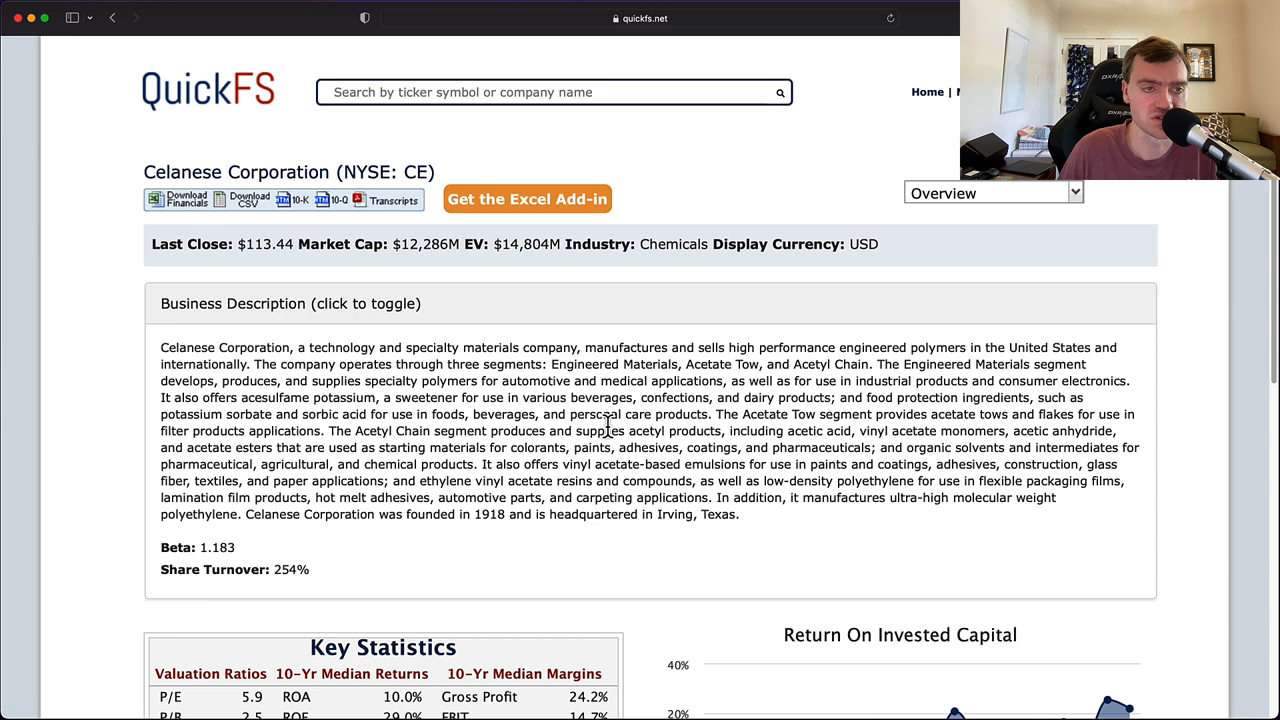 quickfs.net
QuickFS
Search by ticker symbol or company name
Home |
Celanese Corporation (NYSE: CE)
Download Financials
Download CSV
10-K
10-Q
Transcripts
Get the Excel Add-in
Overview
Last Close: $113.44 Market Cap: $12,286M EV: $14,804M Industry: Chemicals Display Currency: USD
Business Description (click to toggle)
Celanese Corporation, a technology and specialty materials company, manufactures and sells high performance engineered polymers in the United States and
internationally. The company operates through three segments: Engineered Materials, Acetate Tow, and Acetyl Chain. The Engineered Materials segment
develops, produces, and supplies specialty polymers for automotive and medical applications, as well as for use in industrial products and consumer electronics.
It also offers acesulfame potassium, a sweetener for use in various beverages, confections, and dairy products; and food protection ingredients, such as
potassium sorbate and sorbic acid for use in foods, beverages, and personal care products. The Acetate Tow segment provides acetate tows and flakes for use in
filter products applications. The Acetyl Chain segment produces and supplies acetyl products, including acetic acid, vinyl acetate monomers, acetic anhydride,
and acetate esters that are used as starting materials for colorants, paints, adhesives, coatings, and pharmaceuticals; and organic solvents and intermediates for
pharmaceutical, agricultural, and chemical products. It also offers vinyl acetate-based emulsions for use in paints and coatings, adhesives, construction, glass
fiber, textiles, and paper applications; and ethylene vinyl acetate resins and compounds, as well as low-density polyethylene for use in flexible packaging films,
lamination film products, hot melt adhesives, automotive parts, and carpeting applications. In addition, it manufactures ultra-high molecular weight
polyethylene. Celanese Corporation was founded in 1918 and is headquartered in Irving, Texas.
Beta: 1.183
Share Turnover: 254%
Key Statistics
Valuation Ratios 10-Yr Median Returns 10-Yr Median Margins
P/E 5.9 ROA 10.0% Gross Profit 24.2%
P/B 2.5 ROE 29.0% EBIT 14.7%
Return On Invested Capital
40%
20%